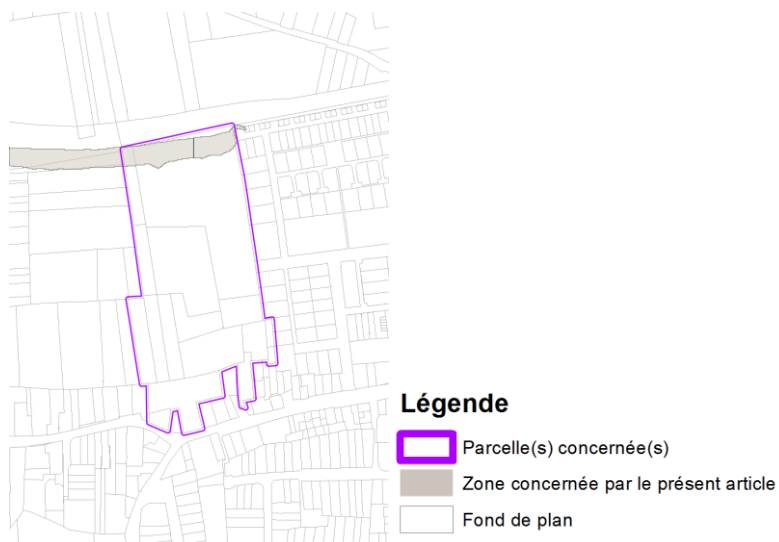 Légende
Parcelle(s) concernée(s)
Zone concernée par le présent article
Fond de plan